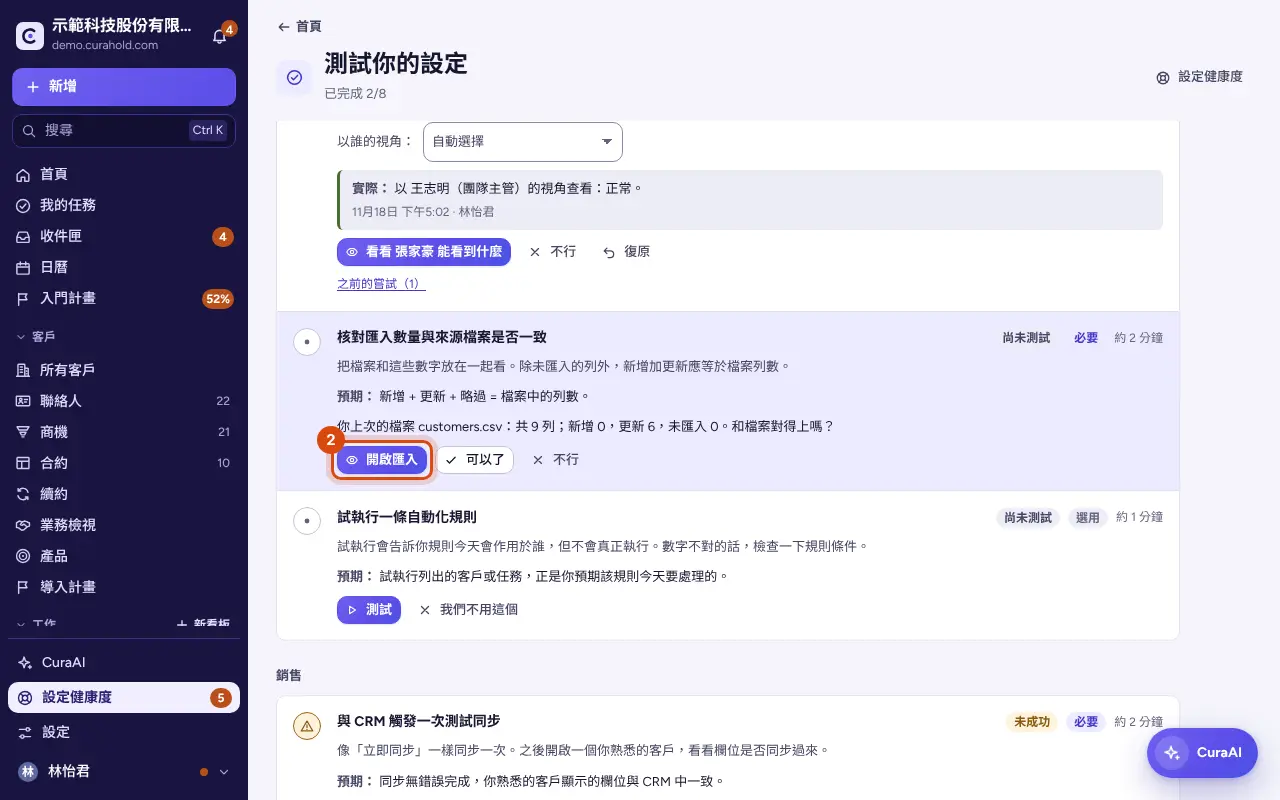 示範科技股份有限...
demo.curahold.com
4
新增
搜尋 Ctrl K
首頁
我的任務
收件匣 4
日曆
入門計畫 52%
客戶
所有客戶
聯絡人 22
商機 21
合約 10
續約
業務檢視
產品
導入計畫
工作 新看板
CuraAI
設定健康度 5
設定
林 林怡君
首頁
測試你的設定
已完成 2/8
設定健康度
以誰的視角： 自動選擇
實際： 以 王志明（團隊主管）的視角查看：正常。
11月18日 下午5:02 · 林怡君
看看 張家豪 能看到什麼 不行 復原
之前的嘗試（1）
核對匯入數量與來源檔案是否一致 尚未測試 必要 約 2 分鐘
把檔案和這些數字放在一起看。除未匯入的列外，新增加更新應等於檔案列數。
預期： 新增 + 更新 + 略過 = 檔案中的列數。
你上次的檔案 customers.csv：共 9 列；新增 0，更新 6，未匯入 0。和檔案對得上嗎？
2
開啟匯入 可以了 不行
試執行一條自動化規則 尚未測試 選用 約 1 分鐘
試執行會告訴你規則今天會作用於誰，但不會真正執行。數字不對的話，檢查一下規則條件。
預期： 試執行列出的客戶或任務，正是你預期該規則今天要處理的。
測試 我們不用這個
銷售
與 CRM 觸發一次測試同步 未成功 必要 約 2 分鐘
像「立即同步」一樣同步一次。之後開啟一個你熟悉的客戶，看看欄位是否同步過來。
預期： 同步無錯誤完成，你熟悉的客戶顯示的欄位與 CRM 中一致。
CuraAI